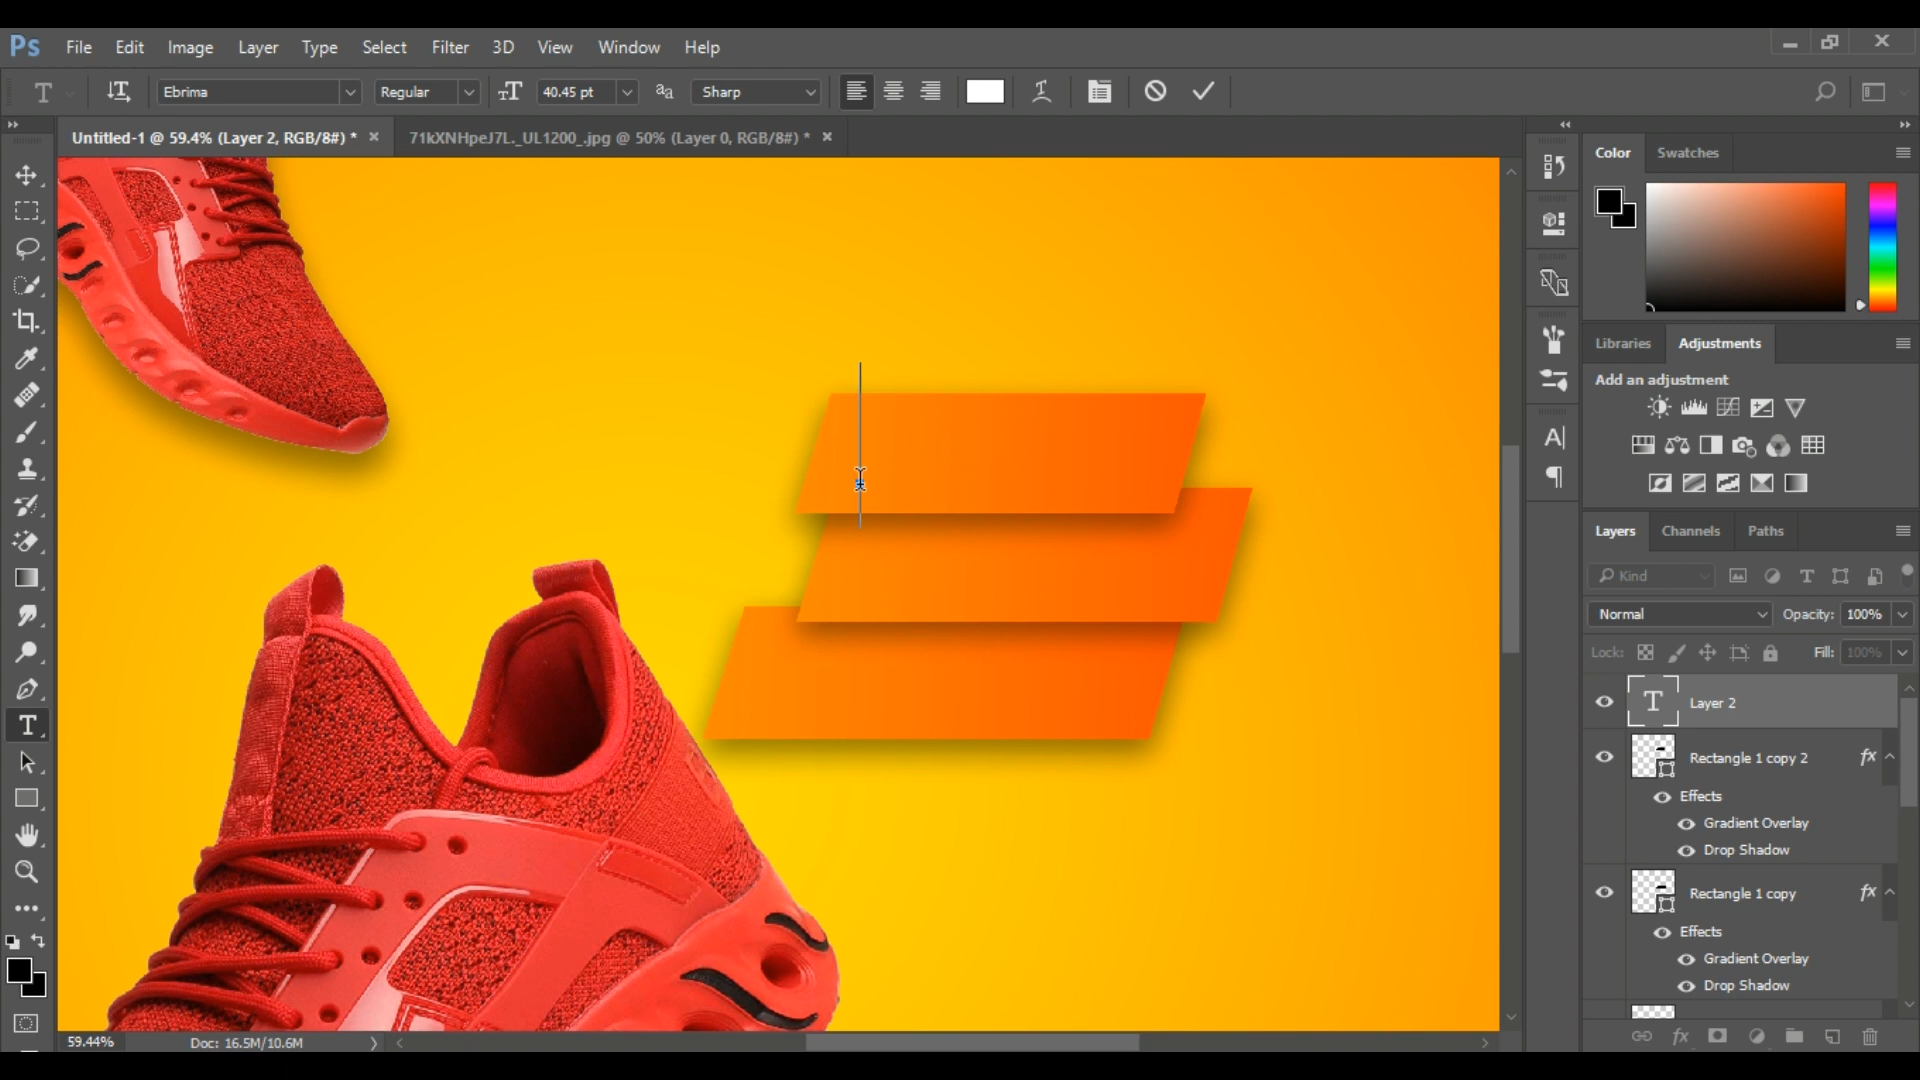 Ps File Edit Image Layer Type Select Filter 3D View Window Help
T Ebrima Regular 40.45 pt aa Sharp
Untitled-1 @ 59.4% (Layer 2, RGB/8#) * 71kXNHpeJ7L._UL1200_.jpg @ 50% (Layer 0, RGB/8#) *
Color Swatches
Libraries Adjustments
Add an adjustment
Layers Channels Paths
Kind
Normal Opacity: 100%
Lock: Fill: 100%
T Layer 2
Rectangle 1 copy 2 fx
Effects
Gradient Overlay
Drop Shadow
Rectangle 1 copy fx
Effects
Gradient Overlay
Drop Shadow
59.44% Doc: 16.5M/10.6M